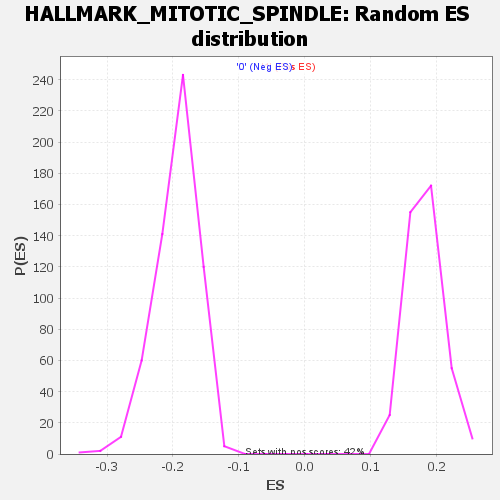 HALLMARK_MITOTIC_SPINDLE: Random ES
distribution
'0' (Neg ES)s ES)
240
220
200
180
160
140
120
100
80
60
40
20
0
P(ES)
Sets with pos scores: 42%
-0.3 -0.2 -0.1 0.0 0.1 0.2
ES